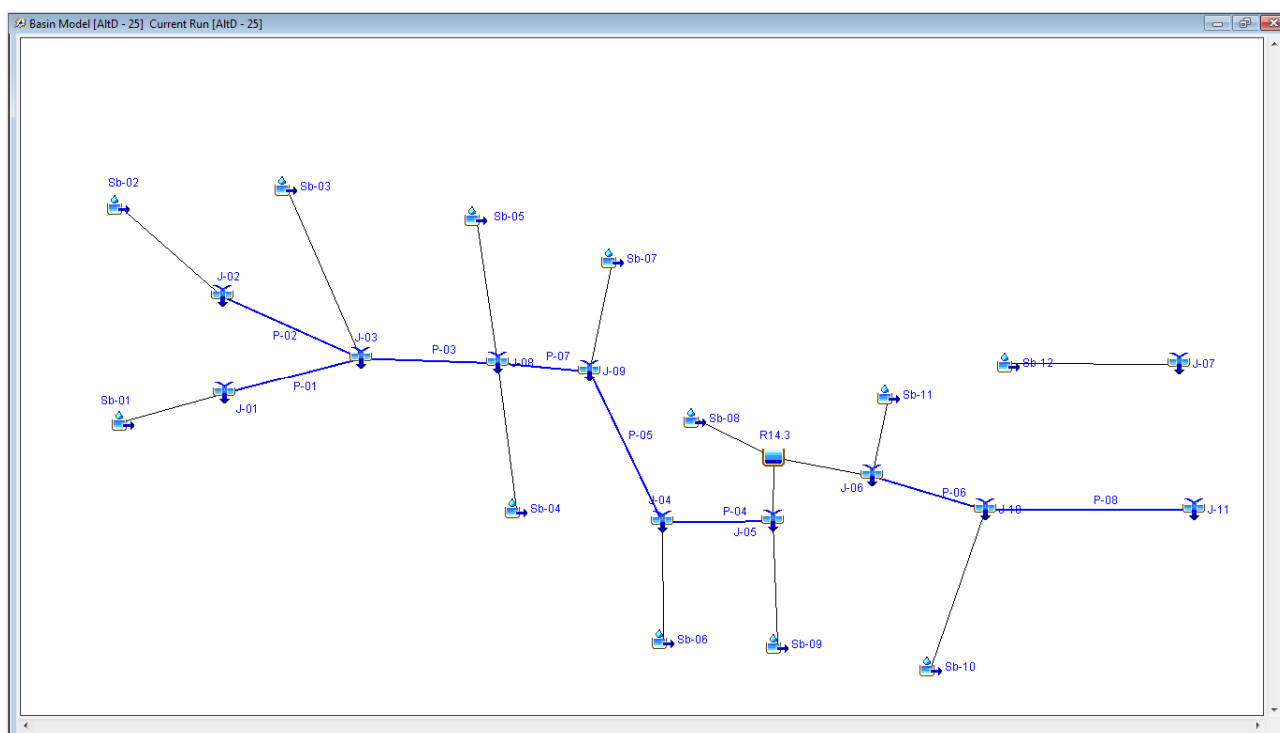 Basin Model [AltD - 25] Current Run [AltD - 25]
Sb-02
Sb-03
Sb-05
Sb-07
J-02
P-02
J-03
P-03
J-08
P-07
J-09
Sb-12
J-07
P-01
Sb-01
J-01
Sb-11
Sb-08
P-05
R14.3
J-06
P-06
P-08
J-04
P-04
J-05
J-10
J-11
Sb-04
Sb-06
Sb-09
Sb-10